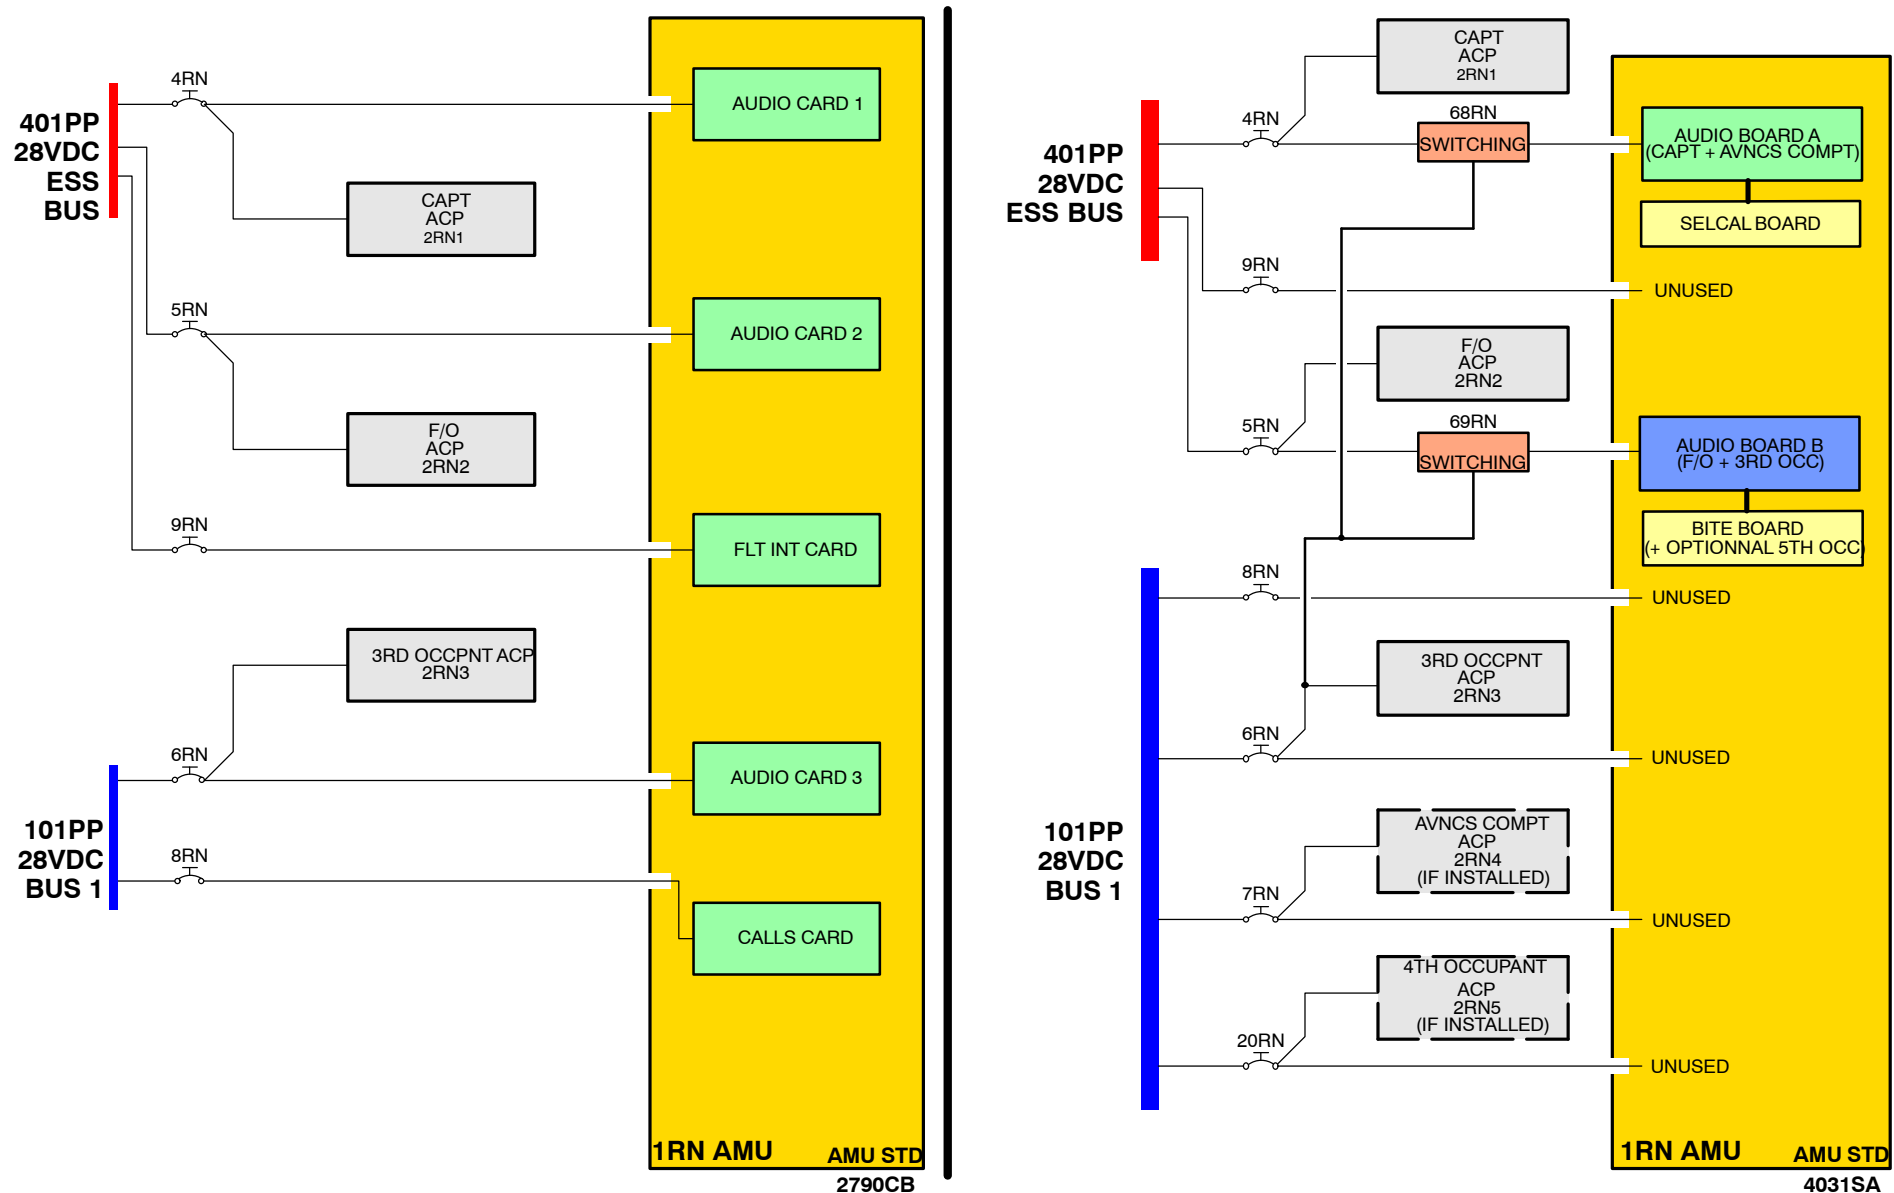 4RN
401PP
28VDC
ESS
BUS
AUDIO CARD 1
CAPT
ACP
2RN1
5RN
AUDIO CARD 2
F/O
ACP
2RN2
9RN
FLT INT CARD
3RD OCCPNT ACP
2RN3
6RN
AUDIO CARD 3
101PP
28VDC
BUS 1
8RN
CALLS CARD
1RN AMU
AMU STD
2790CB
CAPT
ACP
2RN1
401PP
28VDC
ESS BUS
4RN
68RN
SWITCHING
AUDIO BOARD A
(CAPT + AVNCS COMPT)
SELCAL BOARD
9RN
UNUSED
F/O
ACP
2RN2
5RN
69RN
SWITCHING
AUDIO BOARD B
(F/O + 3RD OCC)
BITE BOARD
(+ OPTIONNAL 5TH OCC)
8RN
UNUSED
3RD OCCPNT
ACP
2RN3
6RN
UNUSED
101PP
28VDC
BUS 1
AVNCS COMPT
ACP
2RN4
(IF INSTALLED)
7RN
UNUSED
4TH OCCUPANT
ACP
2RN5
(IF INSTALLED)
20RN
UNUSED
1RN AMU
AMU STD
4031SA